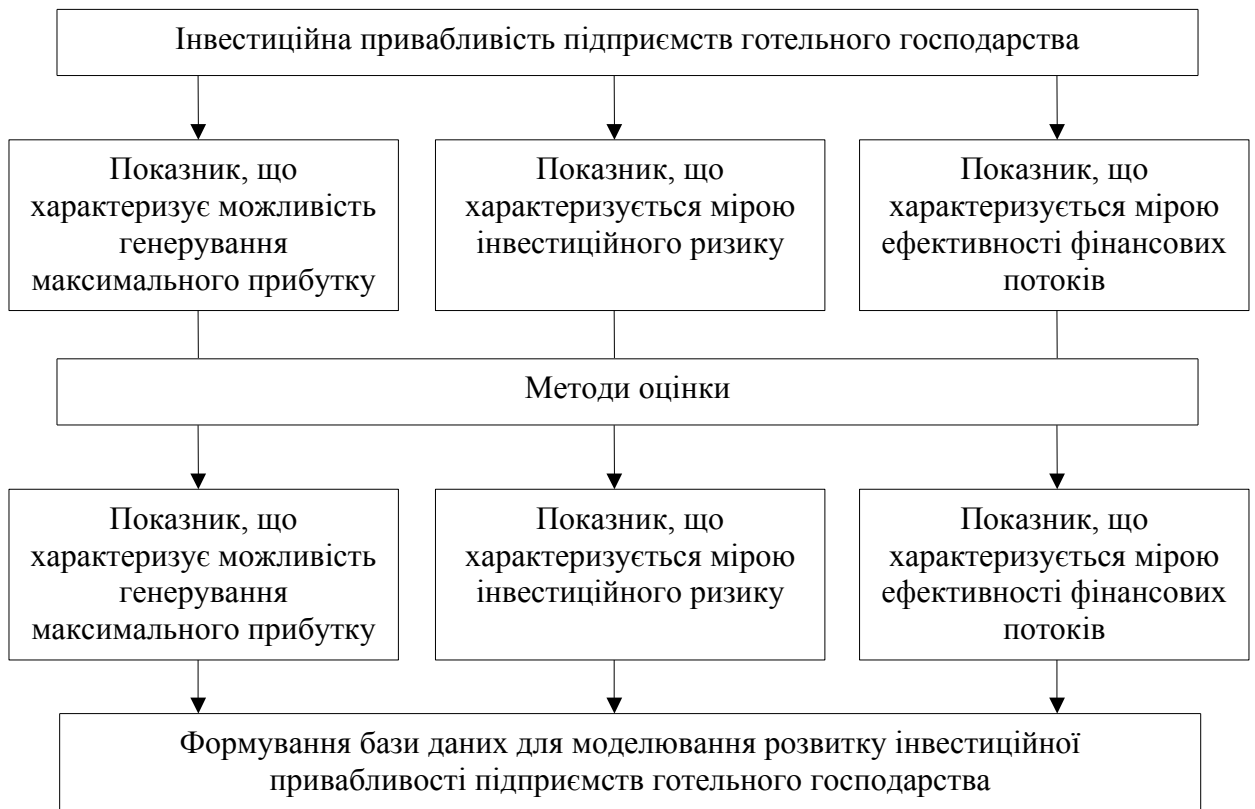 Інвестиційна привабливість підприємств готельного господарства
Показник, що
характеризує можливість
генерування
максимального прибутку
Показник, що
характеризується мірою
інвестиційного ризику
Показник, що
характеризується мірою
ефективності фінансових
потоків
Методи оцінки
Показник, що
характеризує можливість
генерування
максимального прибутку
Показник, що
характеризується мірою
інвестиційного ризику
Показник, що
характеризується мірою
ефективності фінансових
потоків
Формування бази даних для моделювання розвитку інвестиційної
привабливості підприємств готельного господарства